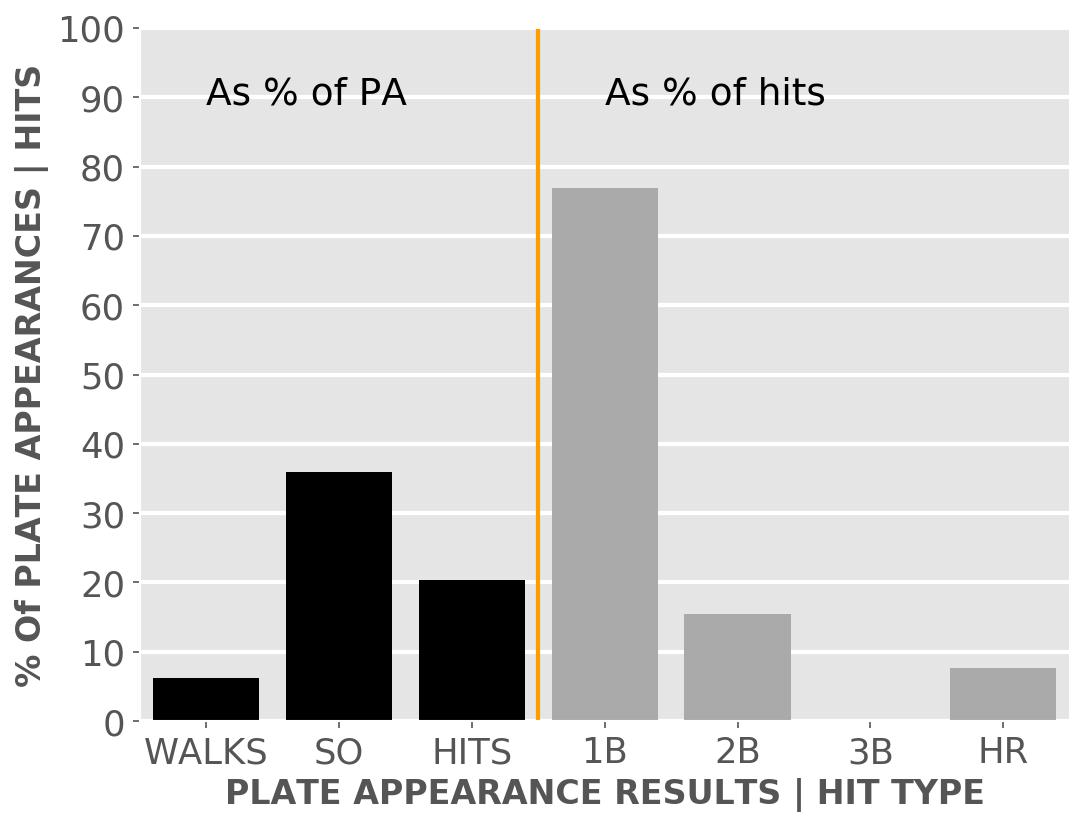 100
90
80
70
60
50
40
30
20
10
0
% Of PLATE APPEARANCES | HITS
As % of PA
As % of hits
WALKS SO HITS 1B 2B 3B HR
PLATE APPEARANCE RESULTS | HIT TYPE